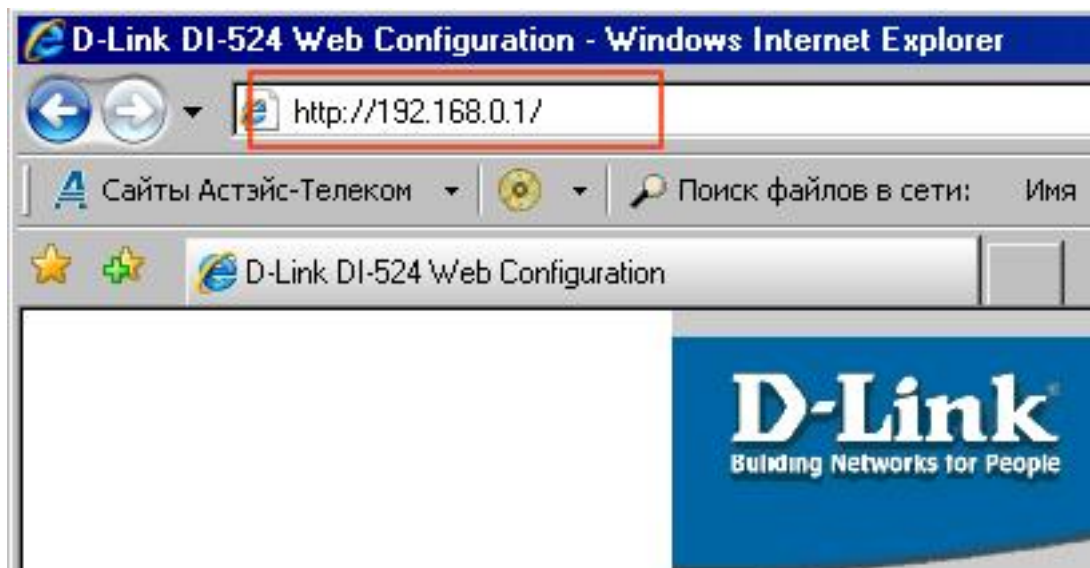 D-Link DI-524 Web Configuration - Windows Internet Explorer
http://192.168.0.1/
Сайты Астэйс-Телеком Поиск файлов в сети: Имя
D-Link DI-524 Web Configuration
D-Link
Building Networks for People